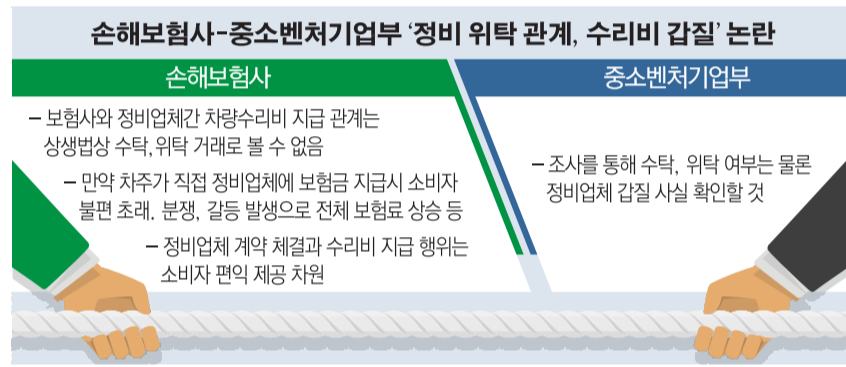 손해보험사-중소벤처기업부 ‘정비 위탁 관계, 수리비 갑질’ 논란
손해보험사
– 보험사와 정비업체간 차량수리비 지급 관계는
상생법상 수탁,위탁 거래로 볼 수 없음
– 만약 차주가 직접 정비업체에 보험금 지급시 소비자
불편 초래. 분쟁, 갈등 발생으로 전체 보험료 상승 등
– 정비업체 계약 체결과 수리비 지급 행위는
소비자 편익 제공 차원
중소벤처기업부
– 조사를 통해 수탁, 위탁 여부는 물론
정비업체 갑질 사실 확인할 것